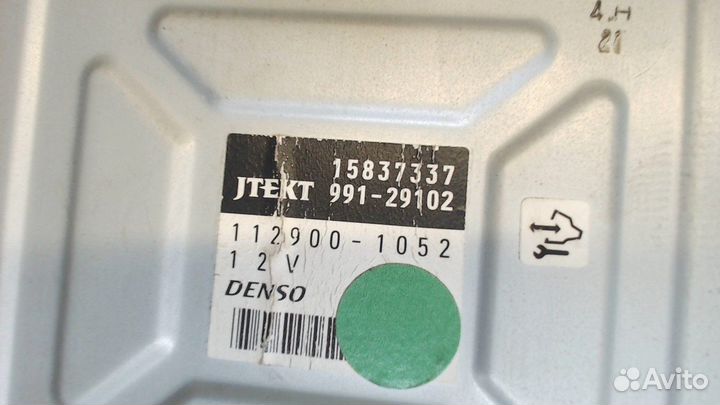 4.H
21
15837337
JTEKT 991-29102
112900-1052
12V
DENSO
Avito